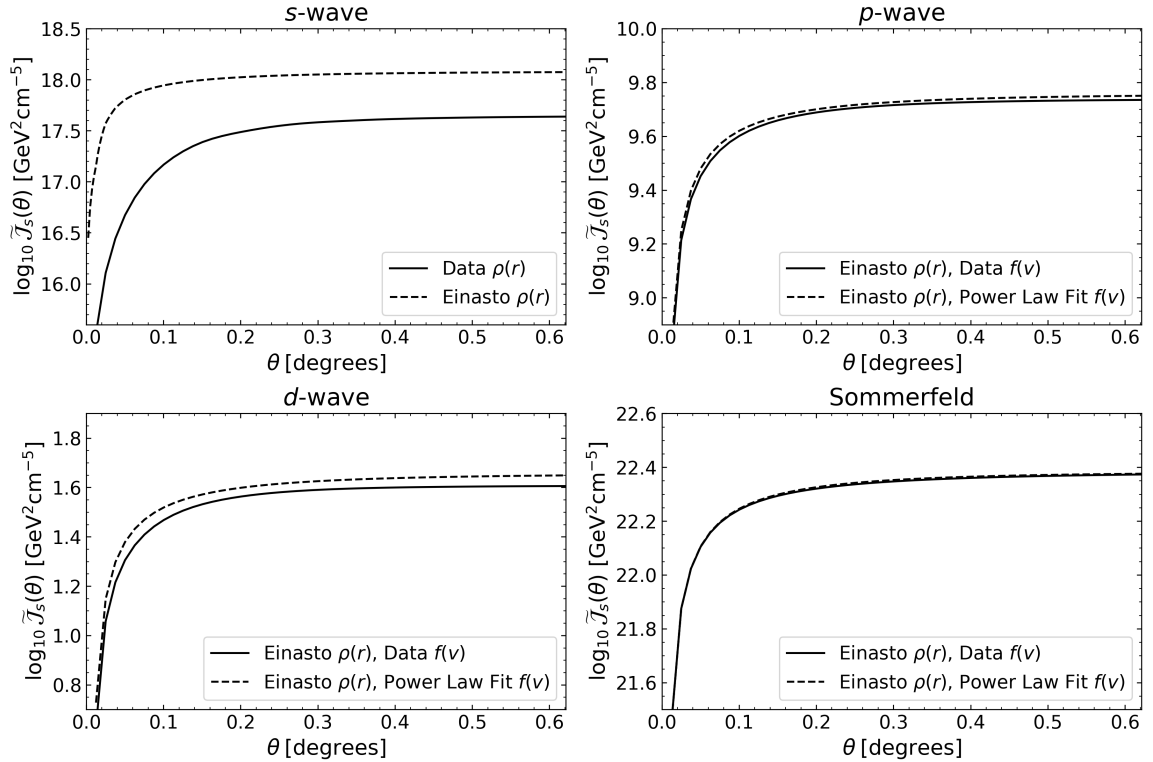 s-wave
18.5
18.0
17.5
17.0
16.5
16.0
log₁₀ J̃ₛ(θ) [GeV²cm⁻⁵]
Data ρ(r)
Einasto ρ(r)
0.0 0.1 0.2 0.3 0.4 0.5 0.6
θ [degrees]
p-wave
10.0
9.8
9.6
9.4
9.2
9.0
log₁₀ J̃ₛ(θ) [GeV²cm⁻⁵]
Einasto ρ(r), Data f(v)
Einasto ρ(r), Power Law Fit f(v)
0.0 0.1 0.2 0.3 0.4 0.5 0.6
θ [degrees]
d-wave
1.8
1.6
1.4
1.2
1.0
0.8
log₁₀ J̃ₛ(θ) [GeV²cm⁻⁵]
Einasto ρ(r), Data f(v)
Einasto ρ(r), Power Law Fit f(v)
0.0 0.1 0.2 0.3 0.4 0.5 0.6
θ [degrees]
Sommerfeld
22.6
22.4
22.2
22.0
21.8
21.6
log₁₀ J̃ₛ(θ) [GeV²cm⁻⁵]
Einasto ρ(r), Data f(v)
Einasto ρ(r), Power Law Fit f(v)
0.0 0.1 0.2 0.3 0.4 0.5 0.6
θ [degrees]